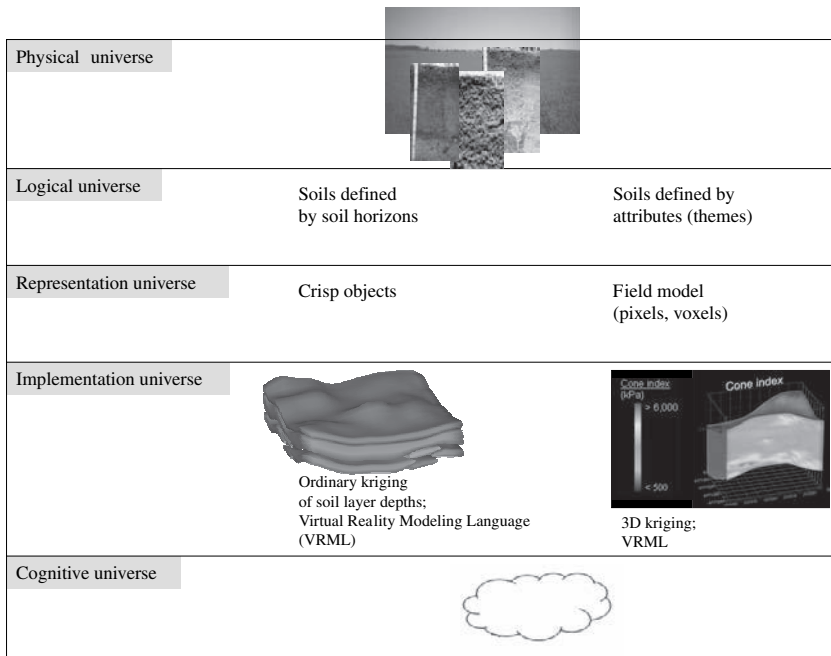 Physical universe
Logical universe
Soils defined
by soil horizons
Soils defined by
attributes (themes)
Representation universe
Crisp objects
Field model
(pixels, voxels)
Implementation universe
Ordinary kriging
of soil layer depths;
Virtual Reality Modeling Language
(VRML)
Cone index
(kPa)
> 6,000
< 500
Cone index
3D kriging;
VRML
Cognitive universe